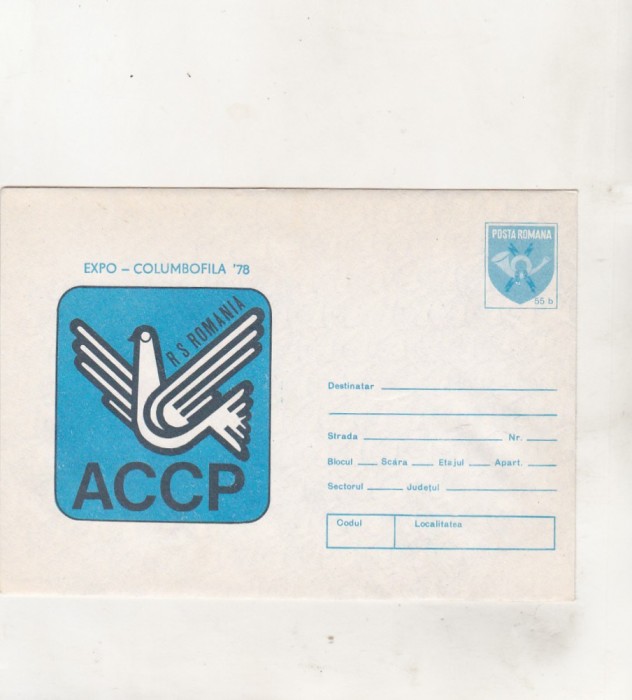 POSTA ROMANA
55 b
EXPO – COLUMBOFILA '78
R S ROMANIA
ACCP
Destinatar
Strada Nr.
Blocul Scara Etajul Apart.
Sectorul Județul
Codul Localitatea